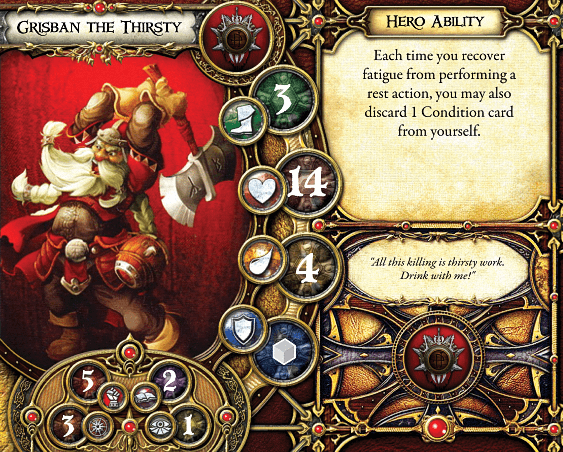 Grisban the Thirsty
3
14
4
5
2
3
1
Hero Ability
Each time you recover
fatigue from performing a
rest action, you may also
discard 1 Condition card
from yourself.
"All this killing is thirsty work.
Drink with me!"